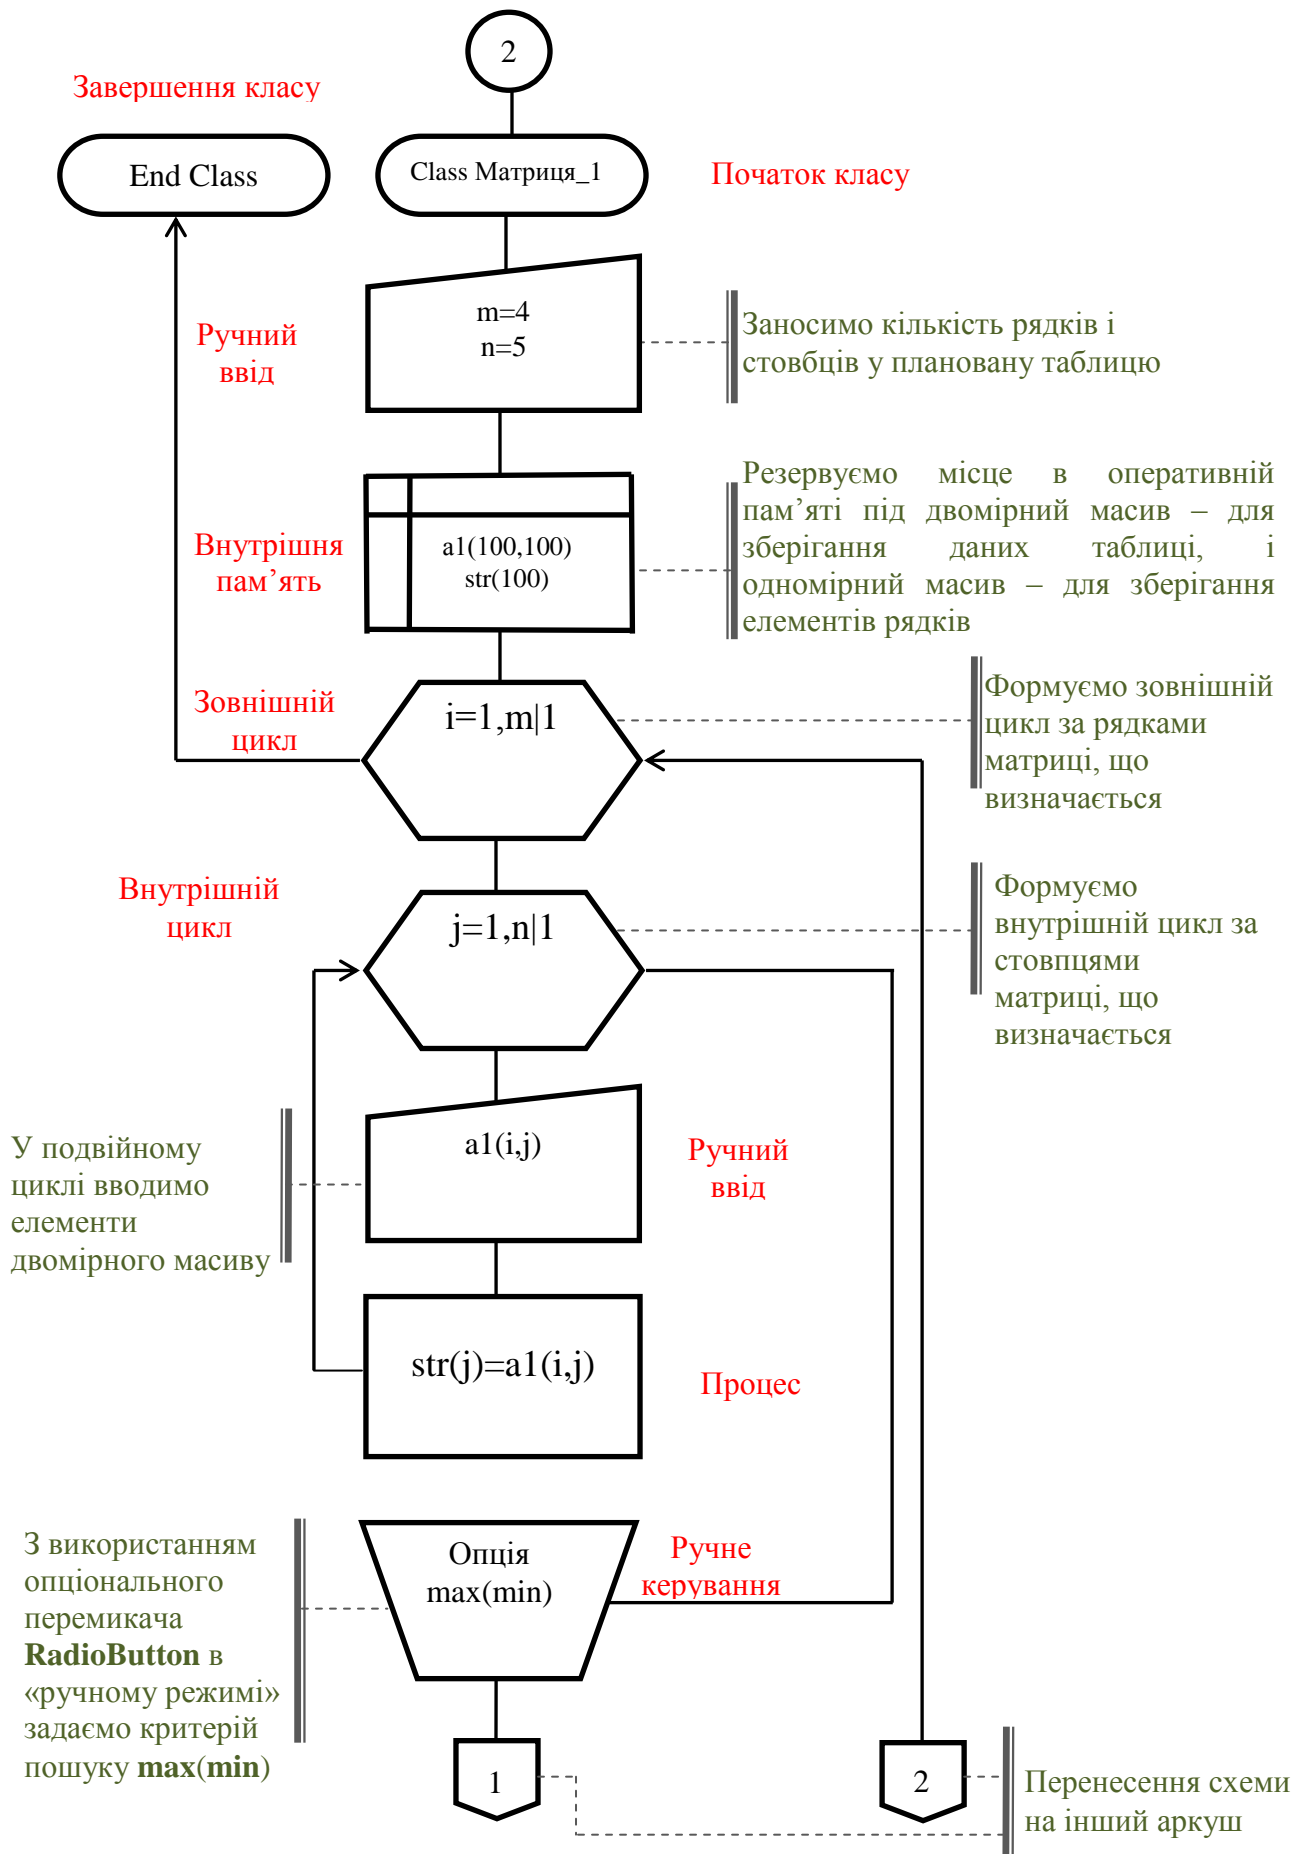 2
Завершення класу
End Class
Class Матриця_1
Початок класу
m=4
n=5
Ручний
ввід
Заносимо кількість рядків і
стовбців у плановану таблицю
Внутрішня
пам’ять
a1(100,100)
str(100)
Резервуємо місце в оперативній
пам’яті під двомірний масив – для
зберігання даних таблиці, і
одномірний масив – для зберігання
елементів рядків
Зовнішній
цикл
i=1,m|1
Формуємо зовнішній
цикл за рядками
матриці, що
визначається
Внутрішній
цикл
j=1,n|1
Формуємо
внутрішній цикл за
стовпцями
матриці, що
визначається
У подвійному
циклі вводимо
елементи
двомірного масиву
a1(i,j)
Ручний
ввід
str(j)=a1(i,j)
Процес
З використанням
опціонального
перемикача
RadioButton в
«ручному режимі»
задаємо критерій
пошуку max(min)
Опція
max(min)
Ручне
керування
1
2
Перенесення схеми
на інший аркуш